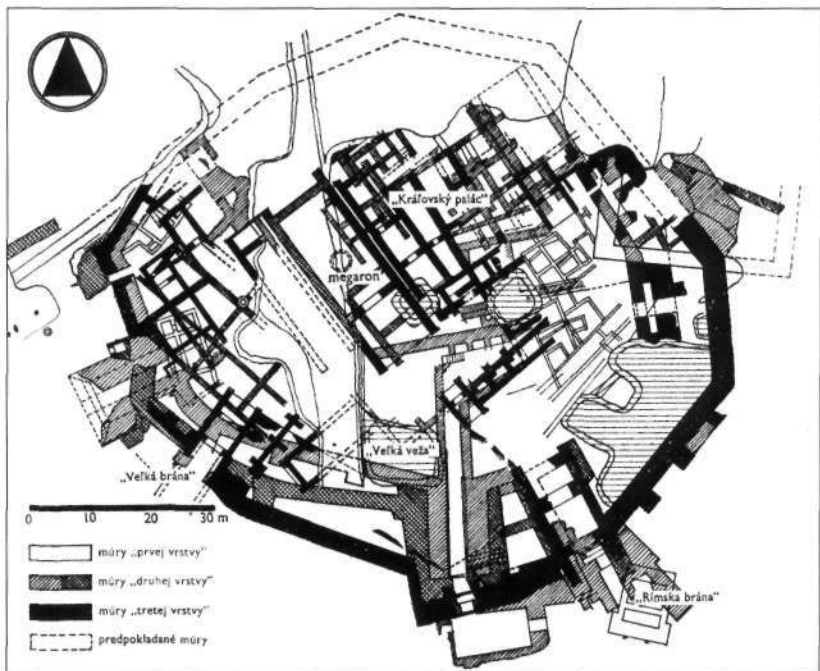 „Kráľovský palác"
megaron
„Veľká veža"
„Veľká brána"
„Rímska brána"
0 10 20 30 m
múry „prvej vrstvy"
múry „druhej vrstvy"
múry „tretej vrstvy"
predpokladané múry